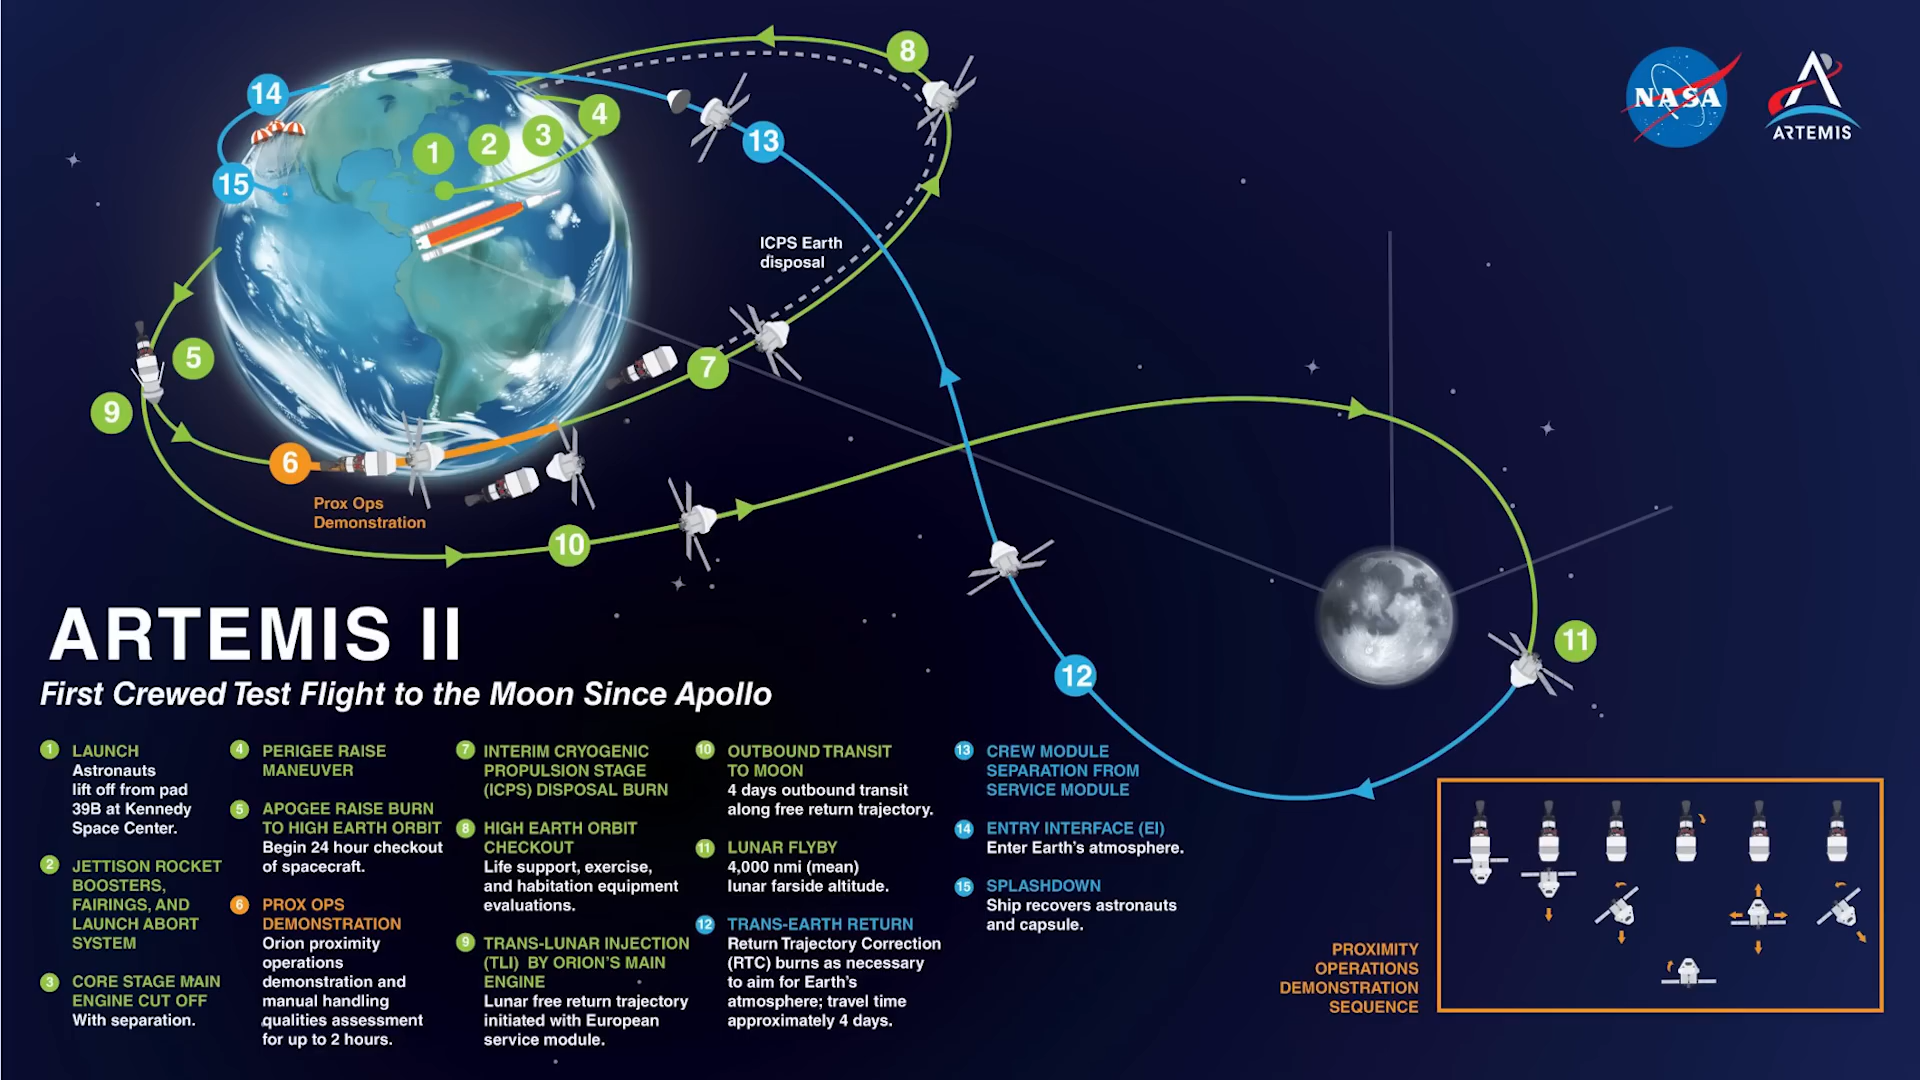 14
8
4
3
2
1
13
15
NASA
ARTEMIS
ICPS Earth
disposal
5
7
9
6
Prox Ops
Demonstration
10
11
12
ARTEMIS II
First Crewed Test Flight to the Moon Since Apollo
1 LAUNCH
Astronauts
lift off from pad
39B at Kennedy
Space Center.
2 JETTISON ROCKET
BOOSTERS,
FAIRINGS, AND
LAUNCH ABORT
SYSTEM
3 CORE STAGE MAIN
ENGINE CUT OFF
With separation.
4 PERIGEE RAISE
MANEUVER
5 APOGEE RAISE BURN
TO HIGH EARTH ORBIT
Begin 24 hour checkout
of spacecraft.
6 PROX OPS
DEMONSTRATION
Orion proximity
operations
demonstration and
manual handling
qualities assessment
for up to 2 hours.
7 INTERIM CRYOGENIC
PROPULSION STAGE
(ICPS) DISPOSAL BURN
8 HIGH EARTH ORBIT
CHECKOUT
Life support, exercise,
and habitation equipment
evaluations.
9 TRANS-LUNAR INJECTION
(TLI) BY ORION'S MAIN
ENGINE
Lunar free return trajectory
initiated with European
service module.
10 OUTBOUND TRANSIT
TO MOON
4 days outbound transit
along free return trajectory.
11 LUNAR FLYBY
4,000 nmi (mean)
lunar farside altitude.
12 TRANS-EARTH RETURN
Return Trajectory Correction
(RTC) burns as necessary
to aim for Earth's
atmosphere; travel time
approximately 4 days.
13 CREW MODULE
SEPARATION FROM
SERVICE MODULE
14 ENTRY INTERFACE (EI)
Enter Earth's atmosphere.
15 SPLASHDOWN
Ship recovers astronauts
and capsule.
PROXIMITY
OPERATIONS
DEMONSTRATION
SEQUENCE